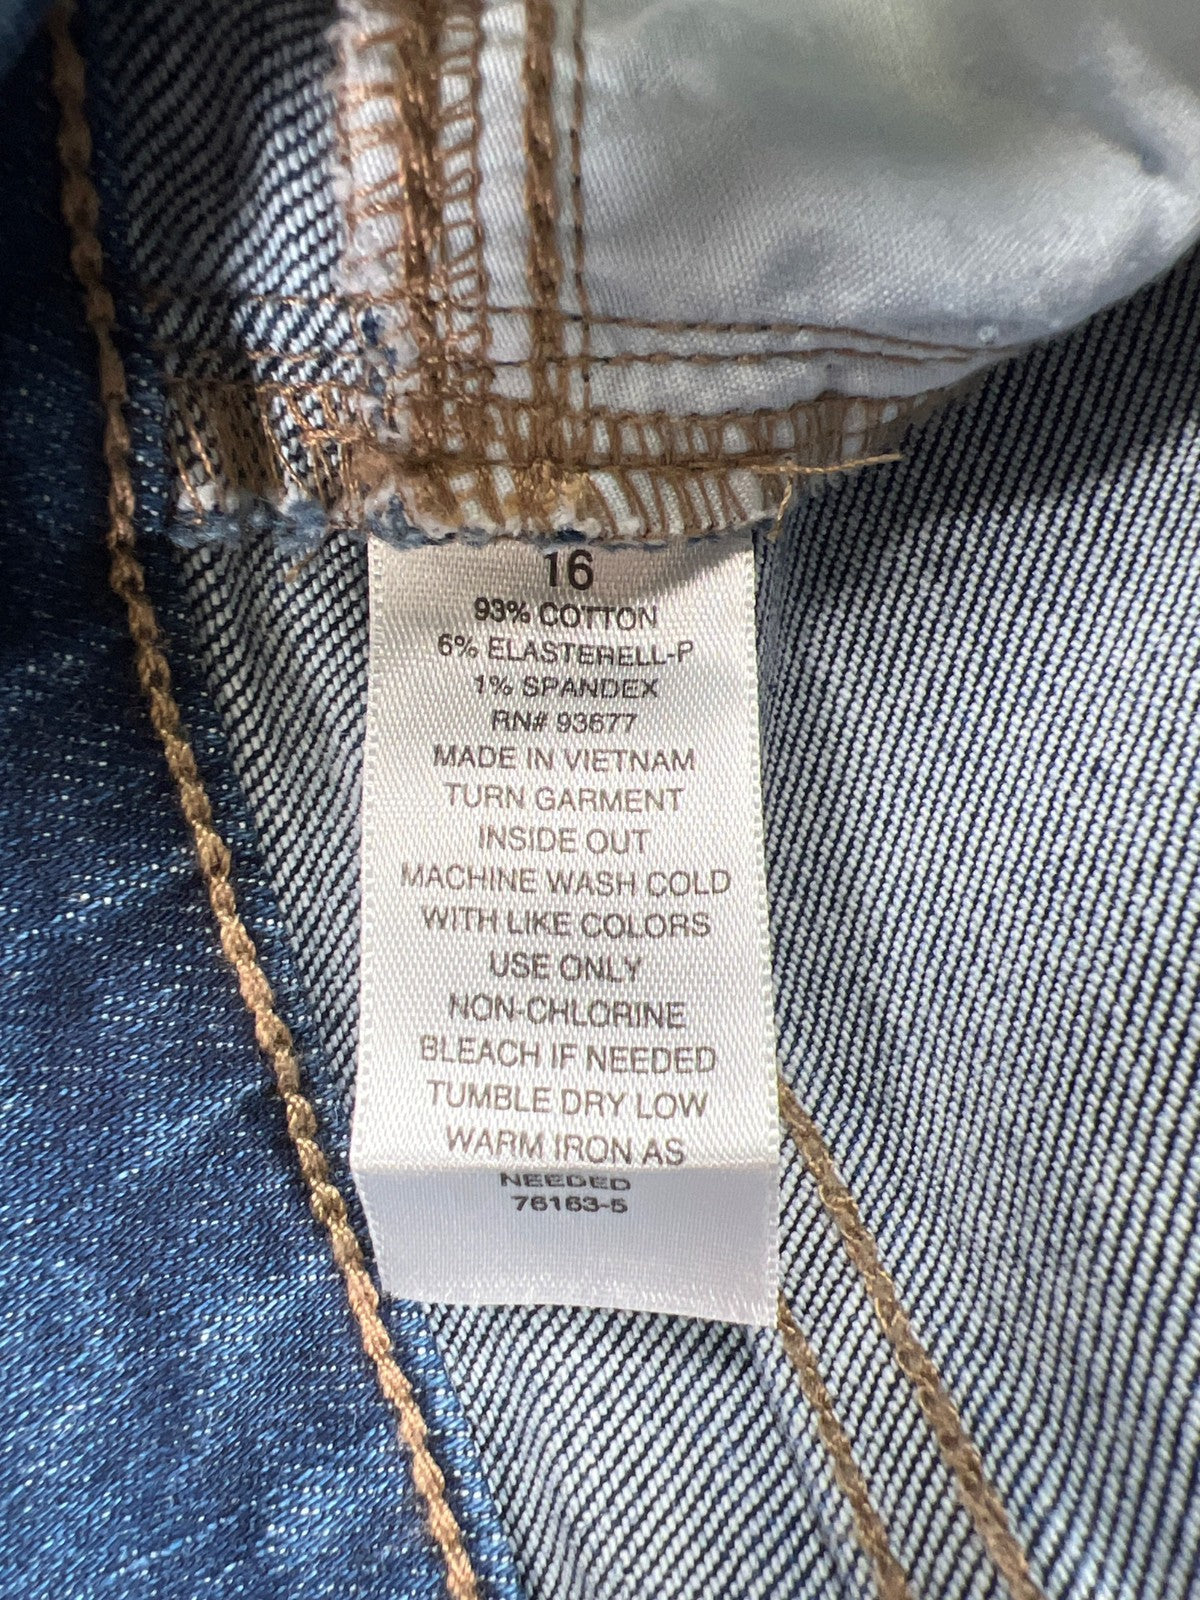 16
93% COTTON
6% ELASTERELL-P
1% SPANDEX
RN# 93677
MADE IN VIETNAM
TURN GARMENT
INSIDE OUT
MACHINE WASH COLD
WITH LIKE COLORS
USE ONLY
NON-CHLORINE
BLEACH IF NEEDED
TUMBLE DRY LOW
WARM IRON AS
NEEDED
76163-5